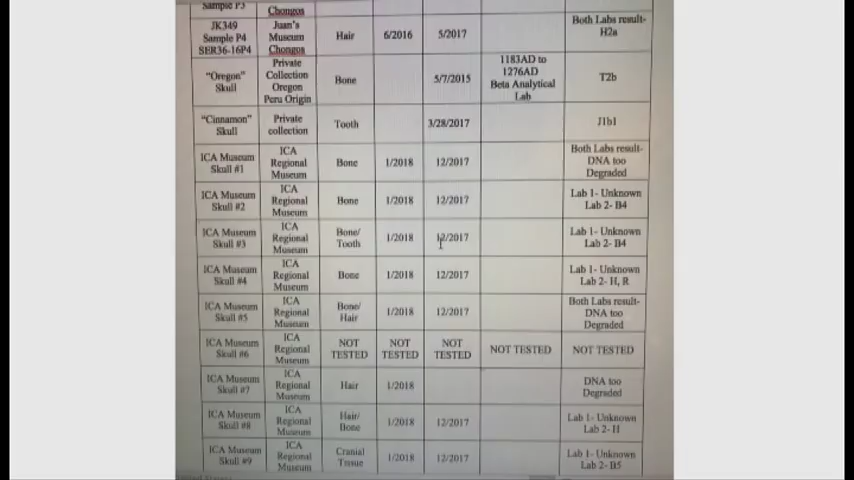 Sample P3
Chongos
JK349
Sample P4
SER36-16P4
Juan's
Museum
Chongos
Hair
6/2016
5/2017
Both Labs result-
H2a
"Oregon"
Skull
Private
Collection
Oregon
Peru Origin
Bone
5/7/2015
1183AD to
1276AD
Beta Analytical
Lab
T2b
"Cinnamon"
Skull
Private
collection
Tooth
3/28/2017
J1b1
ICA Museum
Skull #1
ICA
Regional
Museum
Bone
1/2018
12/2017
Both Labs result-
DNA too
Degraded
ICA Museum
Skull #2
ICA
Regional
Museum
Bone
1/2018
12/2017
Lab 1- Unknown
Lab 2- B4
ICA Museum
Skull #3
ICA
Regional
Museum
Bone/
Tooth
1/2018
12/2017
Lab 1- Unknown
Lab 2- B4
ICA Museum
Skull #4
ICA
Regional
Museum
Bone
1/2018
12/2017
Lab 1- Unknown
Lab 2- H, R
ICA Museum
Skull #5
ICA
Regional
Museum
Bone/
Hair
1/2018
12/2017
Both Labs result-
DNA too
Degraded
ICA Museum
Skull #6
ICA
Regional
Museum
NOT
TESTED
NOT
TESTED
NOT
TESTED
NOT TESTED
NOT TESTED
ICA Museum
Skull #7
ICA
Regional
Museum
Hair
1/2018
DNA too
Degraded
ICA Museum
Skull #8
ICA
Regional
Museum
Hair/
Bone
1/2018
12/2017
Lab 1- Unknown
Lab 2- H
ICA Museum
Skull #9
ICA
Regional
Museum
Cranial
Tissue
1/2018
12/2017
Lab 1- Unknown
Lab 2- B5